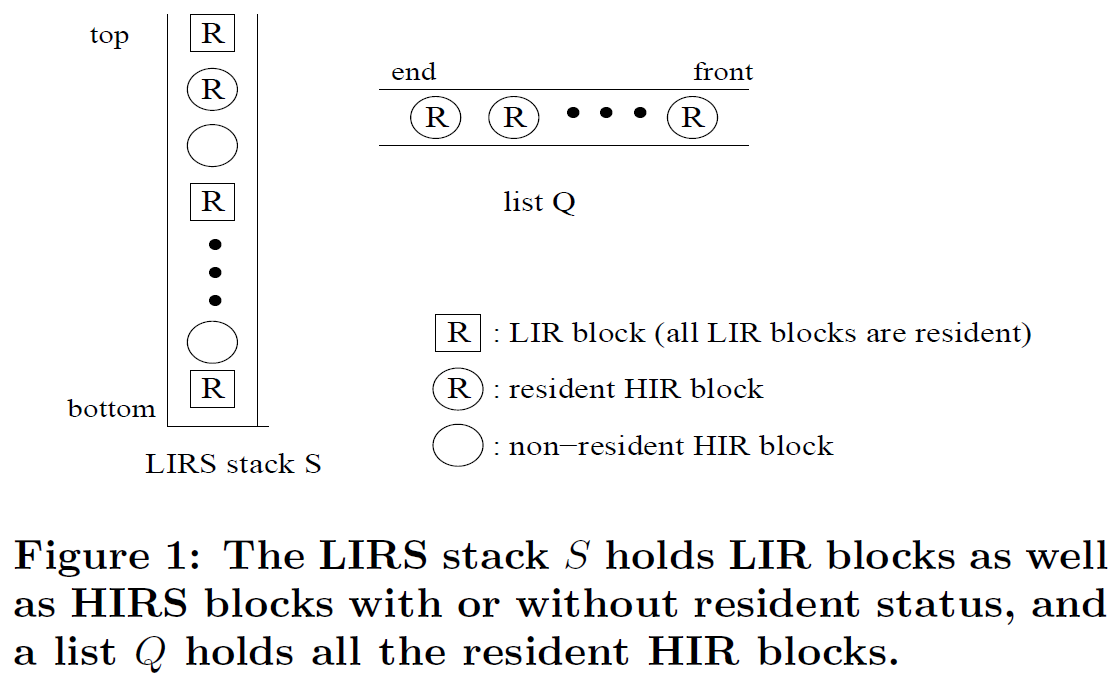 top
R
R
R
R
bottom
LIRS stack S
end
front
R
R
R
list Q
R : LIR block (all LIR blocks are resident)
R : resident HIR block
: non−resident HIR block
Figure 1: The LIRS stack S holds LIR blocks as well
as HIRS blocks with or without resident status, and
a list Q holds all the resident HIR blocks.